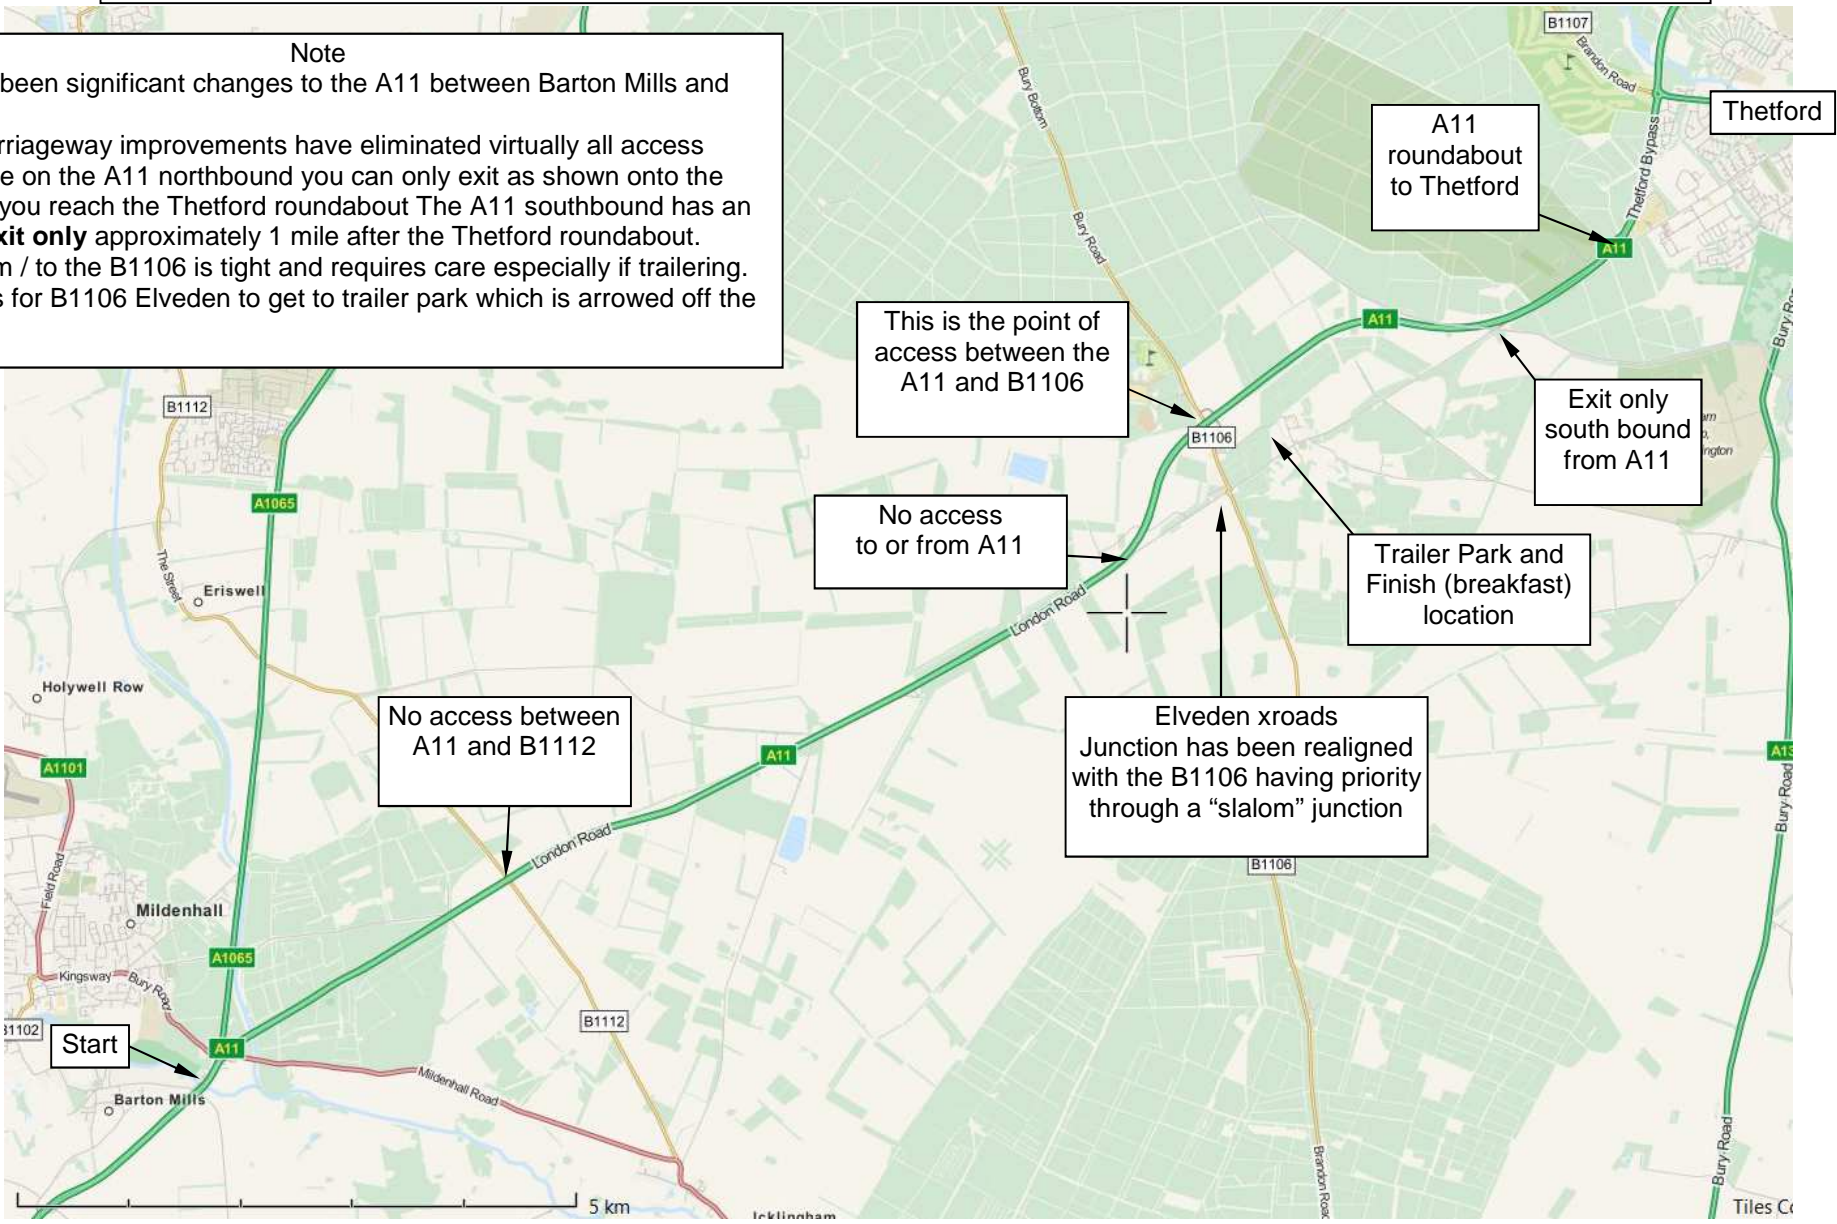 Note
been significant changes to the A11 between Barton Mills and
rriageway improvements have eliminated virtually all access
e on the A11 northbound you can only exit as shown onto the
you reach the Thetford roundabout The A11 southbound has an
xit only approximately 1 mile after the Thetford roundabout.
m / to the B1106 is tight and requires care especially if trailering.
s for B1106 Elveden to get to trailer park which is arrowed off the
B1107
Brandon Road
Thetford
Thetford Bypass
A11
roundabout
to Thetford
A11
Bury Bottom
Bury Road
This is the point of
access between the
A11 and B1106
A11
Exit only
south bound
from A11
B1106
B1112
A1065
No access
to or from A11
Trailer Park and
Finish (breakfast)
location
The Street
Eriswell
London Road
Holywell Row
No access between
A11 and B1112
Elveden xroads
Junction has been realigned
with the B1106 having priority
through a “slalom” junction
A11
A1101
A13
Bury Road
London Road
B1106
Field Road
Mildenhall
A1065
Kingsway
Bury Road
B1112
Start
A11
Mildenhall Road
Barton Mills
Brandon Road
Bury Road
5 km
Icklingham
Tiles Co